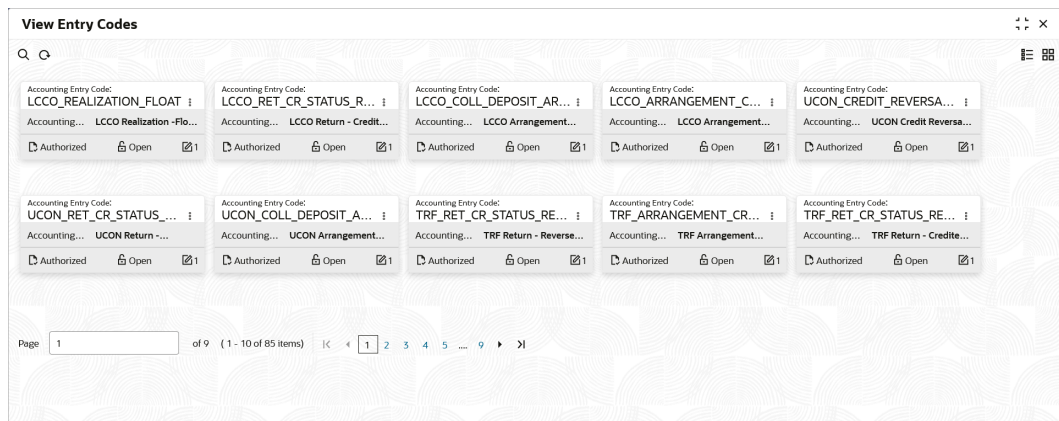 View Entry Codes
Accounting Entry Code:
LCCO_REALIZATION_FLOAT
Accounting... LCCO Realization -Flo...
Authorized Open 1
Accounting Entry Code:
LCCO_RET_CR_STATUS_R...
Accounting... LCCO Return - Credit...
Authorized Open 1
Accounting Entry Code:
LCCO_COLL_DEPOSIT_AR...
Accounting... LCCO Arrangement...
Authorized Open 1
Accounting Entry Code:
LCCO_ARRANGEMENT_C...
Accounting... LCCO Arrangement...
Authorized Open 1
Accounting Entry Code:
UCON_CREDIT_REVERSA...
Accounting... UCON Credit Reversa...
Authorized Open 1
Accounting Entry Code:
UCON_RET_CR_STATUS_...
Accounting... UCON Return -...
Authorized Open 1
Accounting Entry Code:
UCON_COLL_DEPOSIT_A...
Accounting... UCON Arrangement...
Authorized Open 1
Accounting Entry Code:
TRF_RET_CR_STATUS_RE...
Accounting... TRF Return - Reverse...
Authorized Open 1
Accounting Entry Code:
TRF_ARRANGEMENT_CR...
Accounting... TRF Arrangement...
Authorized Open 1
Accounting Entry Code:
TRF_RET_CR_STATUS_RE...
Accounting... TRF Return - Credite...
Authorized Open 1
Page 1 of 9 ( 1 - 10 of 85 items) 1 2 3 4 5 .... 9